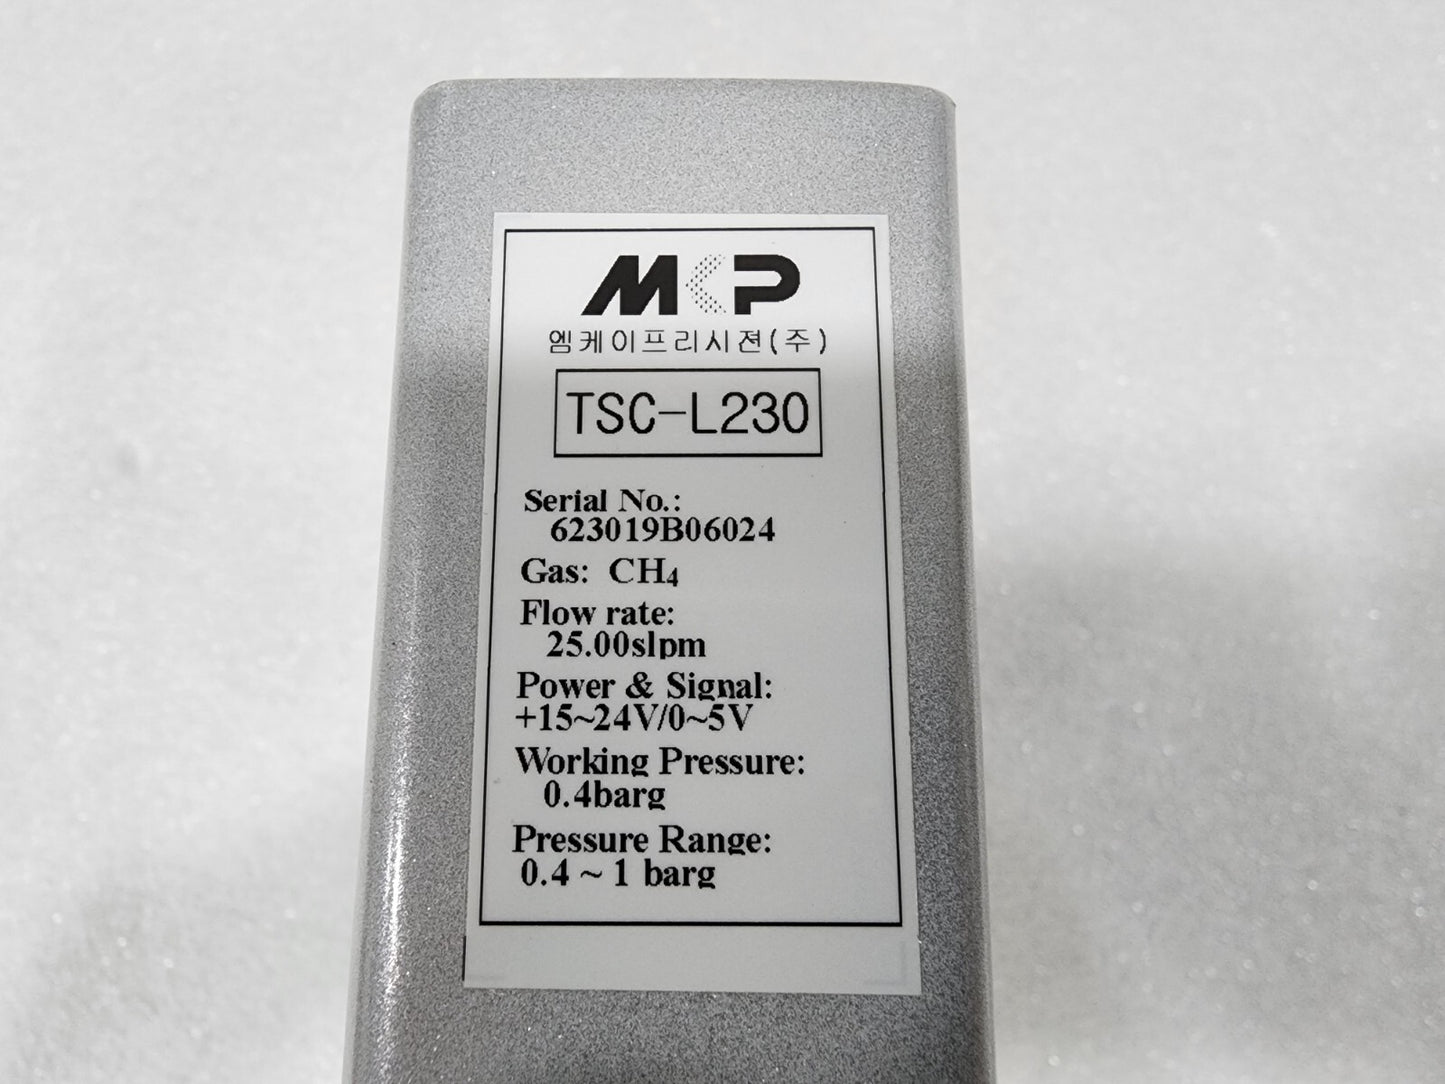 MKP
엠케이프리시젼(주)
TSC-L230
Serial No.:
623019B06024
Gas: CH₄
Flow rate:
25.00slpm
Power & Signal:
+15~24V/0~5V
Working Pressure:
0.4barg
Pressure Range:
0.4 ~ 1 barg